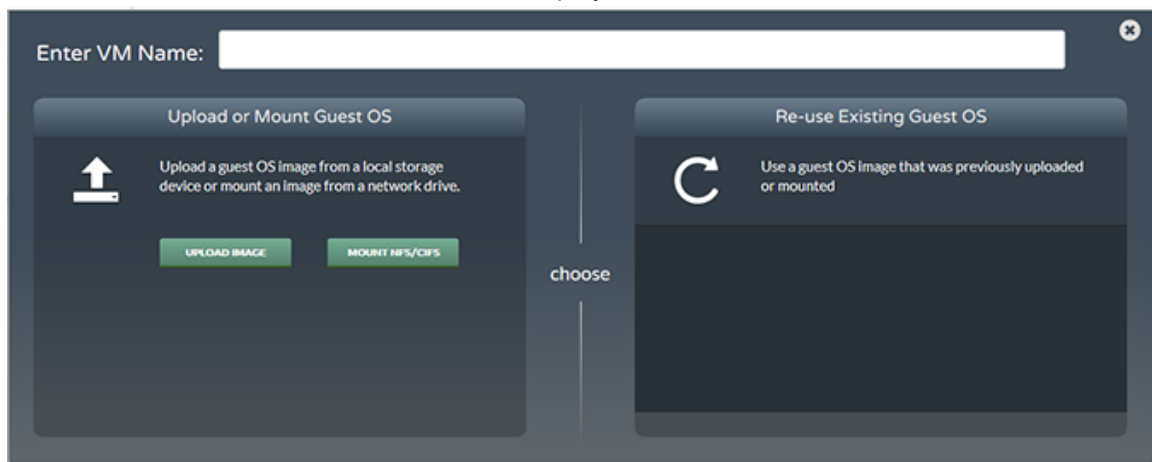 Enter VM Name:
Upload or Mount Guest OS
Upload a guest OS image from a local storage
device or mount an image from a network drive.
UPLOAD IMAGE
MOUNT NFS/CIFS
choose
Re-use Existing Guest OS
Use a guest OS image that was previously uploaded
or mounted